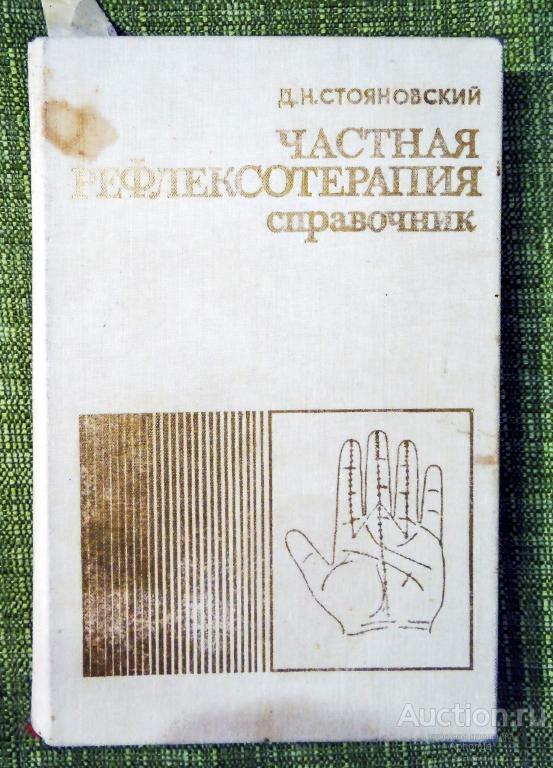 Д.Н.СТОЯНОВСКИЙ
ЧАСТНАЯ
РЕФЛЕКСОТЕРАПИЯ
справочник
Auction.ru